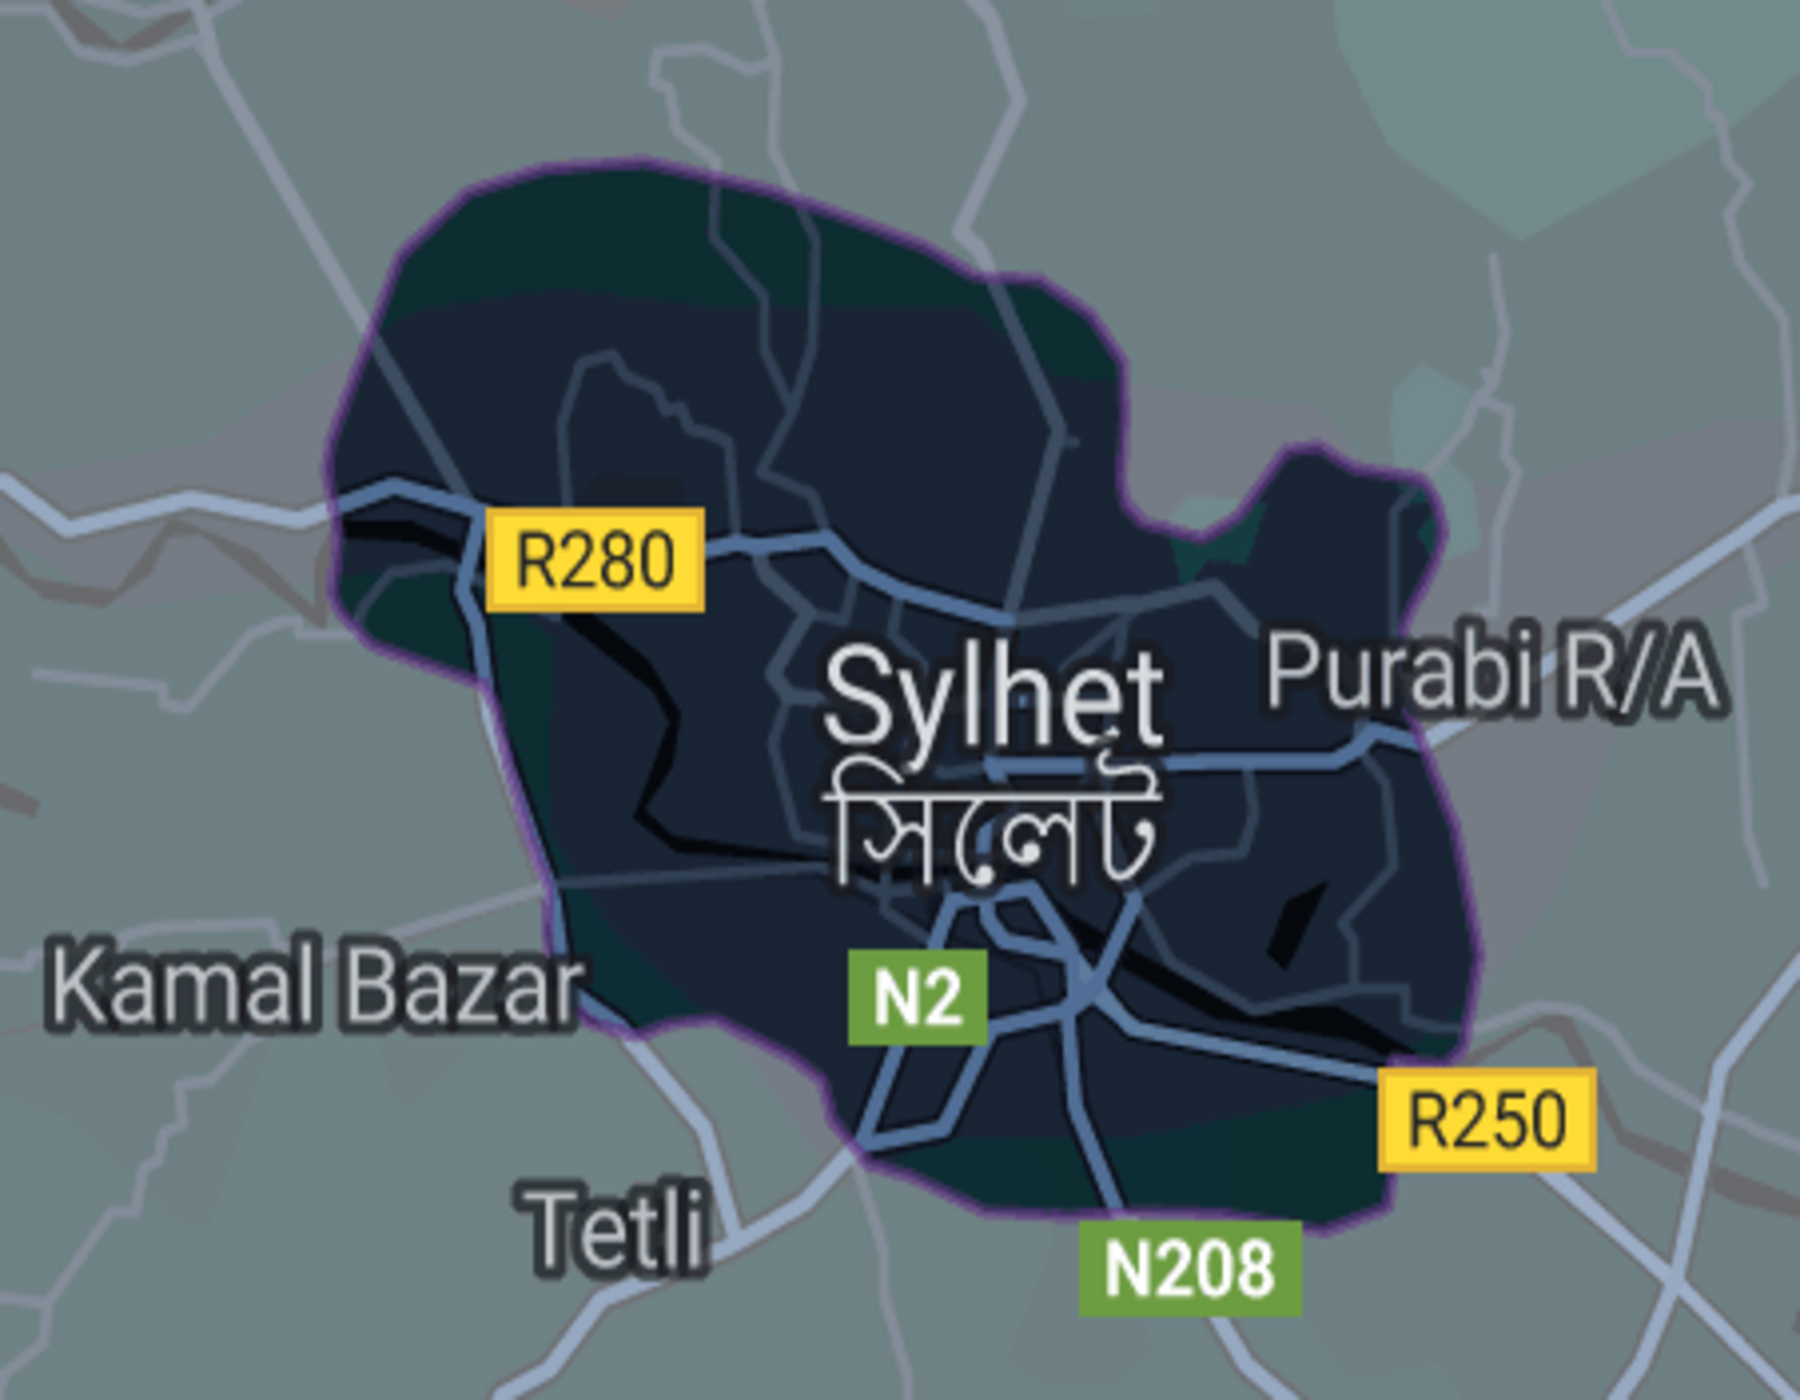 R280
Sylhet
সিলেট
Purabi R/A
Kamal Bazar
N2
R250
Tetli
N208